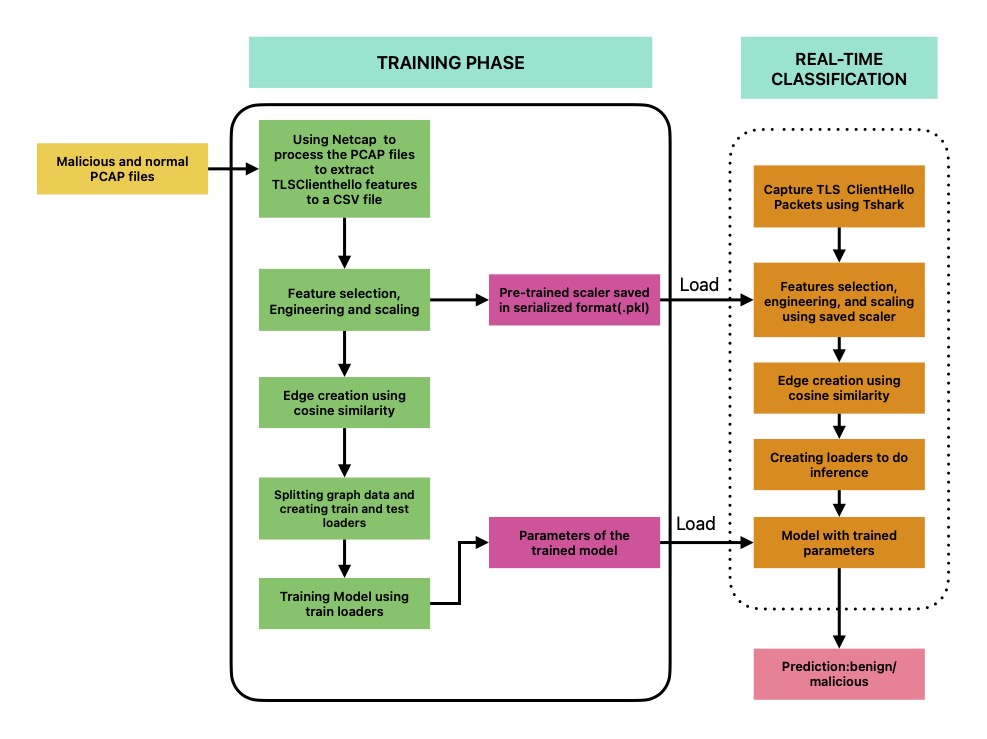 TRAINING PHASE
REAL-TIME
CLASSIFICATION
Malicious and normal
PCAP files
Using Netcap to
process the PCAP files
to extract
TLSClienthello features
to a CSV file
Feature selection,
Engineering and scaling
Pre-trained scaler saved
in serialized format(.pkl)
Edge creation using
cosine similarity
Splitting graph data and
creating train and test
loaders
Training Model using
train loaders
Parameters of the
trained model
Load
Load
Capture TLS ClientHello
Packets using Tshark
Features selection,
engineering, and scaling
using saved scaler
Edge creation using
cosine similarity
Creating loaders to do
inference
Model with trained
parameters
Prediction:benign/
malicious